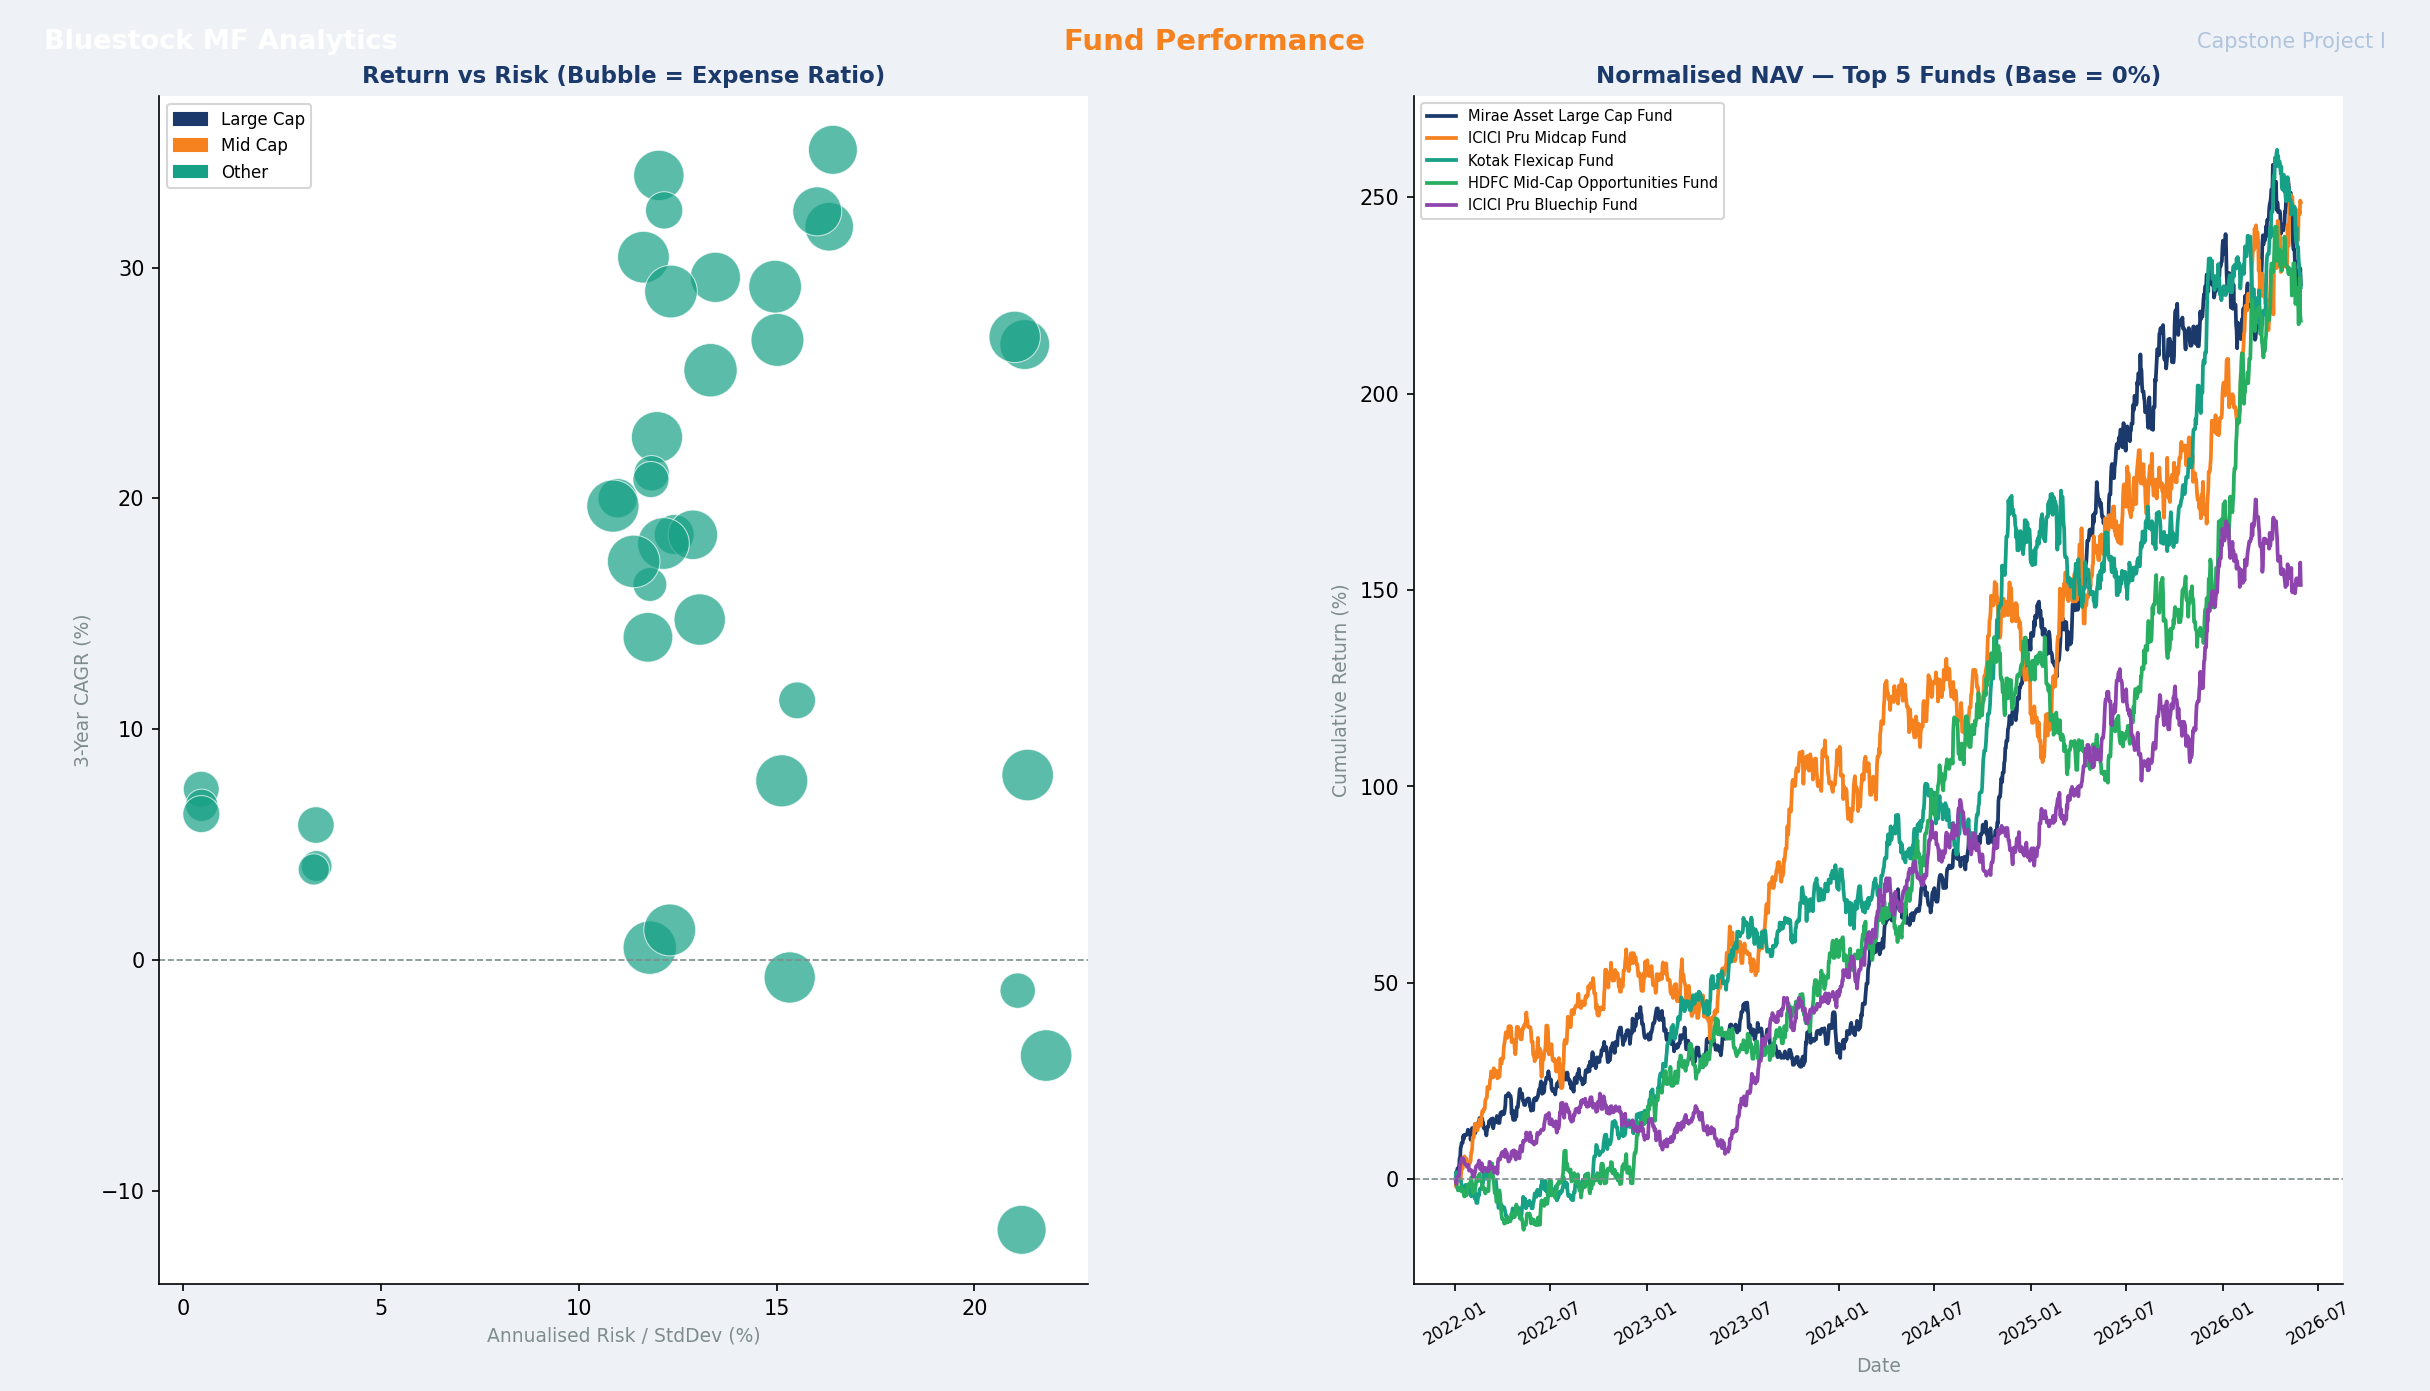 Bluestock MF Analytics
Fund Performance
Capstone Project I
Return vs Risk (Bubble = Expense Ratio)
Large Cap
Mid Cap
Other
3-Year CAGR (%)
30
20
10
0
−10
0 5 10 15 20
Annualised Risk / StdDev (%)
Normalised NAV — Top 5 Funds (Base = 0%)
Mirae Asset Large Cap Fund
ICICI Pru Midcap Fund
Kotak Flexicap Fund
HDFC Mid-Cap Opportunities Fund
ICICI Pru Bluechip Fund
Cumulative Return (%)
250
200
150
100
50
0
2022-01 2022-07 2023-01 2023-07 2024-01 2024-07 2025-01 2025-07 2026-01 2026-07
Date